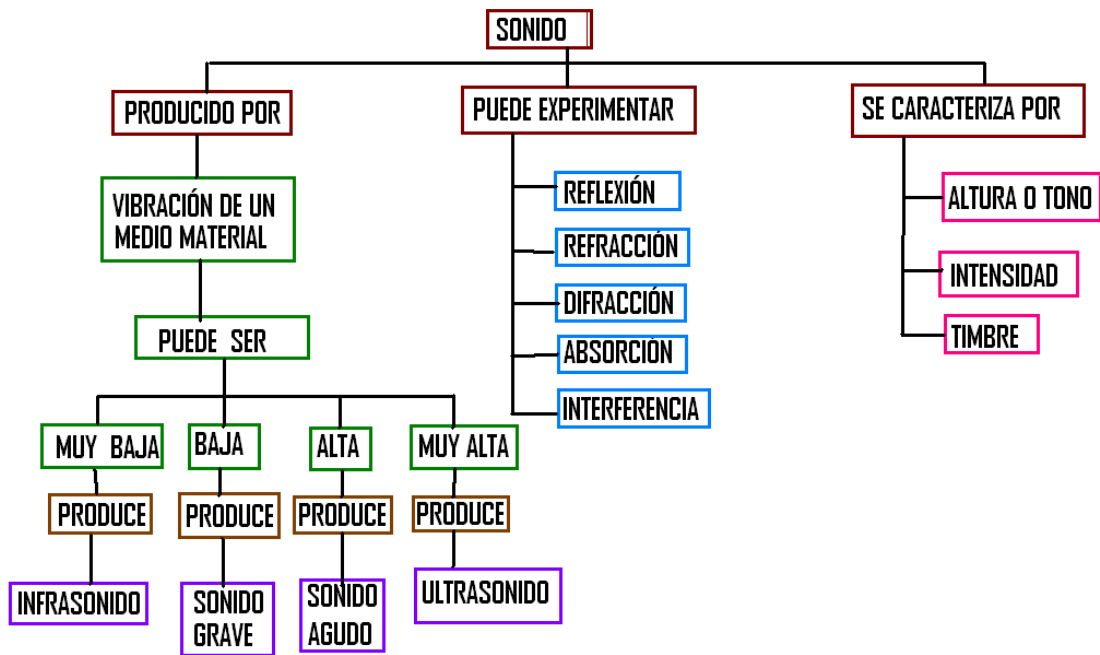 SONIDO
PRODUCIDO POR
PUEDE EXPERIMENTAR
SE CARACTERIZA POR
VIBRACIÓN DE UN
MEDIO MATERIAL
PUEDE SER
MUY BAJA
BAJA
ALTA
MUY ALTA
PRODUCE
PRODUCE
PRODUCE
PRODUCE
INFRASONIDO
SONIDO
GRAVE
SONIDO
AGUDO
ULTRASONIDO
REFLEXIÓN
REFRACCIÓN
DIFRACCIÓN
ABSORCIÓN
INTERFERENCIA
ALTURA O TONO
INTENSIDAD
TIMBRE